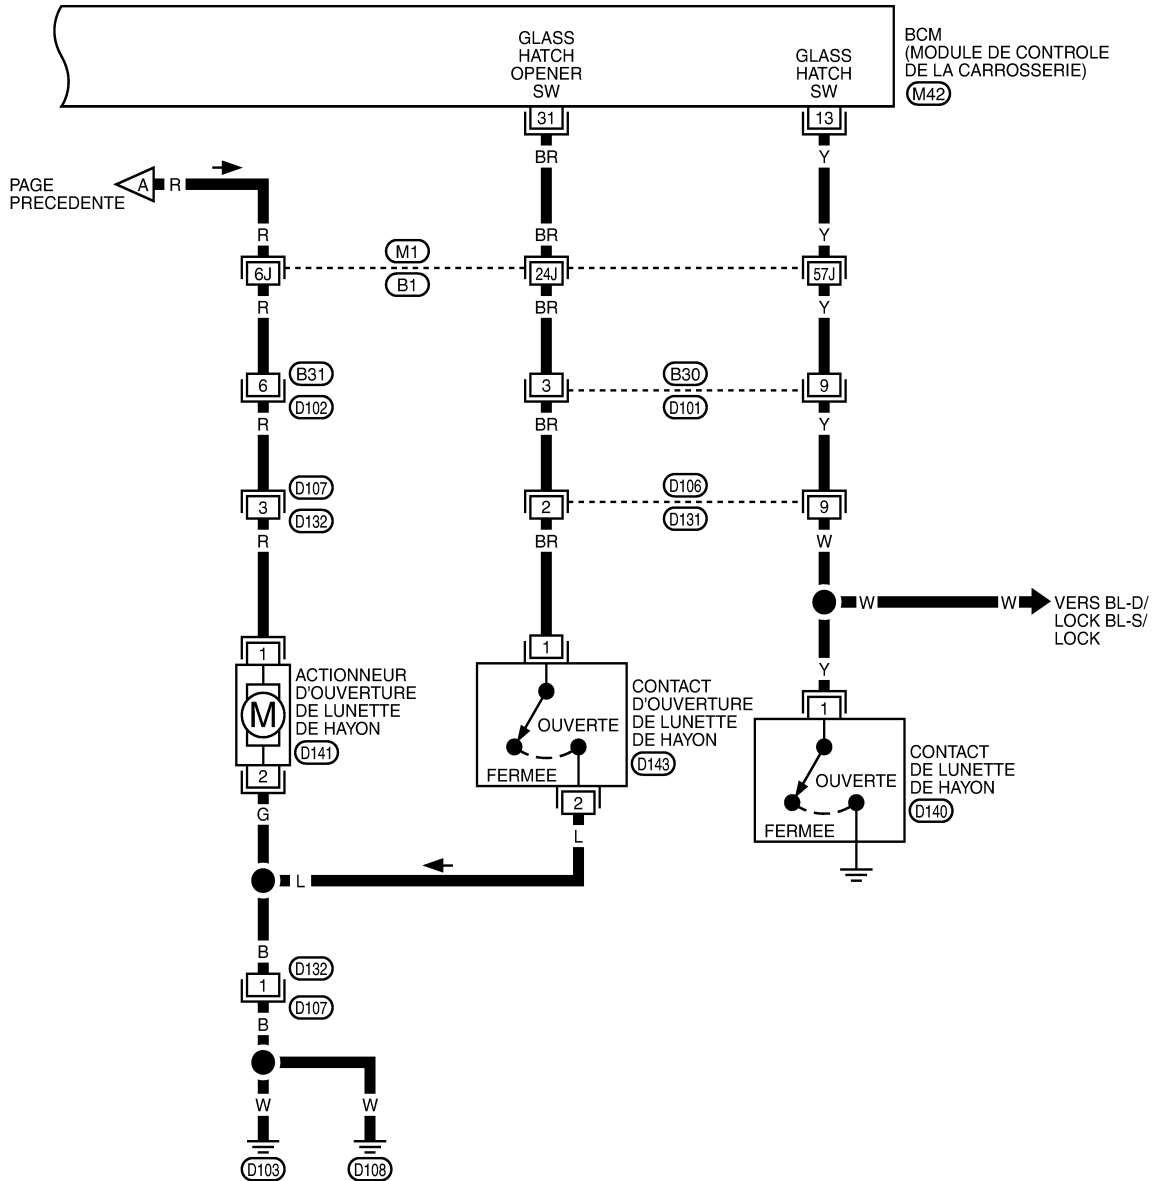 GLASS
HATCH
OPENER
SW
GLASS
HATCH
SW
BCM
(MODULE DE CONTROLE
DE LA CARROSSERIE)
M42
31
13
BR
Y
PAGE
PRECEDENTE
A
R
R
BR
Y
M1
6J
24J
57J
B1
R
BR
Y
B31
B30
6
3
9
D102
D101
R
BR
Y
D107
D106
3
2
9
D132
D131
R
BR
W
W
W
VERS BL-D/
LOCK BL-S/
LOCK
1
1
Y
1
ACTIONNEUR
D'OUVERTURE
DE LUNETTE
DE HAYON
D141
M
2
CONTACT
D'OUVERTURE
DE LUNETTE
DE HAYON
D143
OUVERTE
FERMEE
2
CONTACT
DE LUNETTE
DE HAYON
D140
OUVERTE
FERMEE
G
L
L
B
D132
1
D107
B
W
W
D103
D108